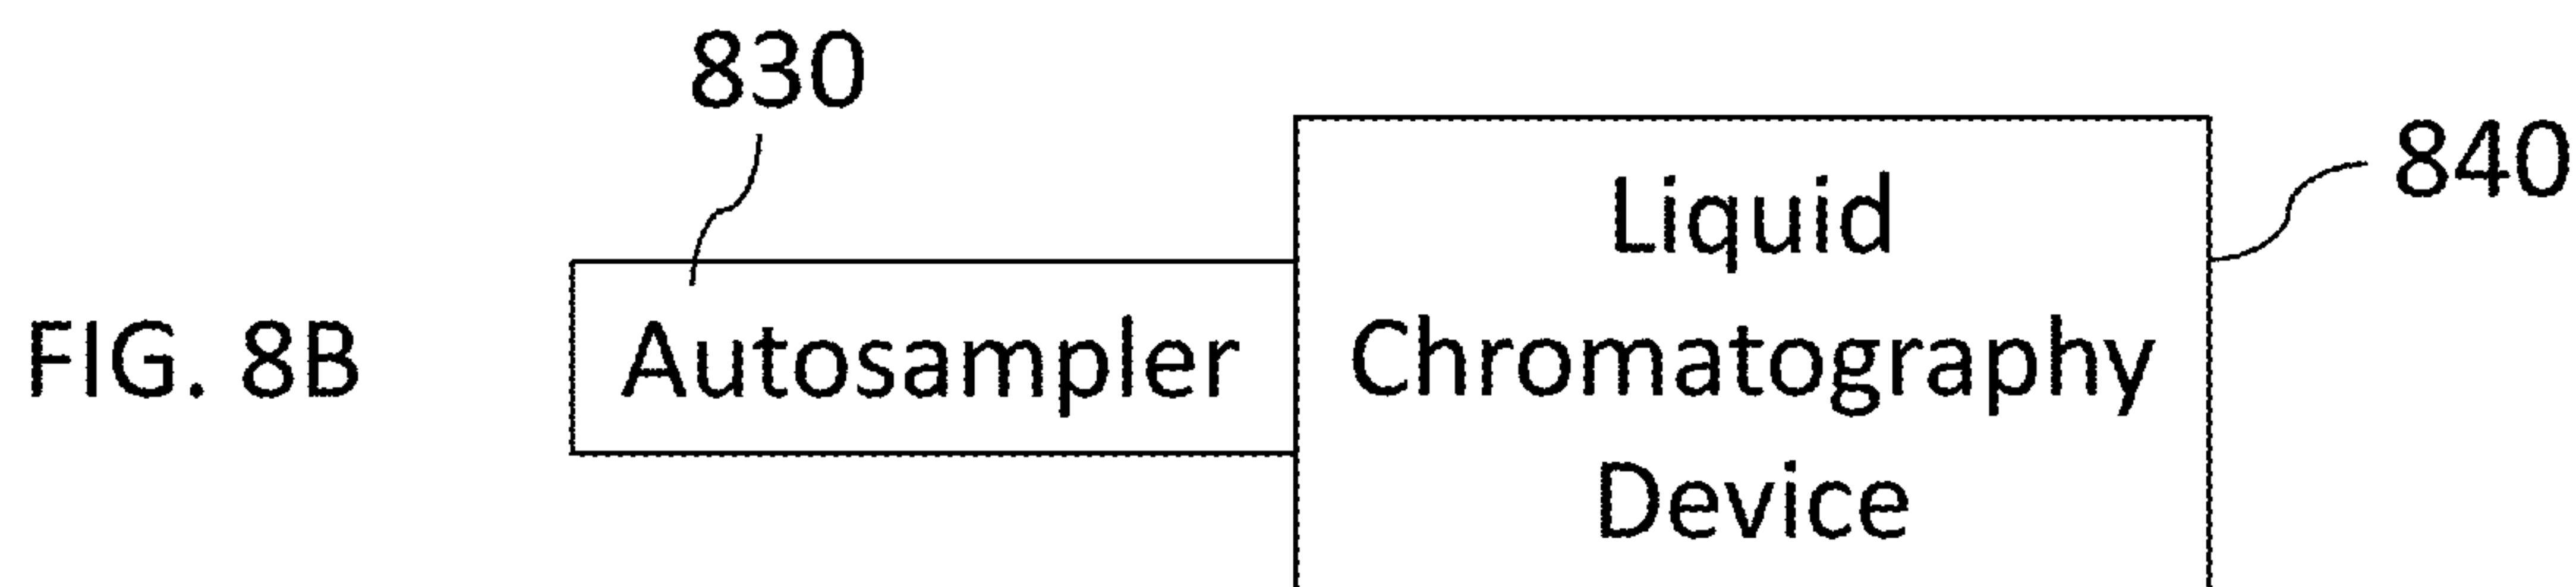 830
840
Liquid
Chromatography
Device
Autosampler
FIG. 8B